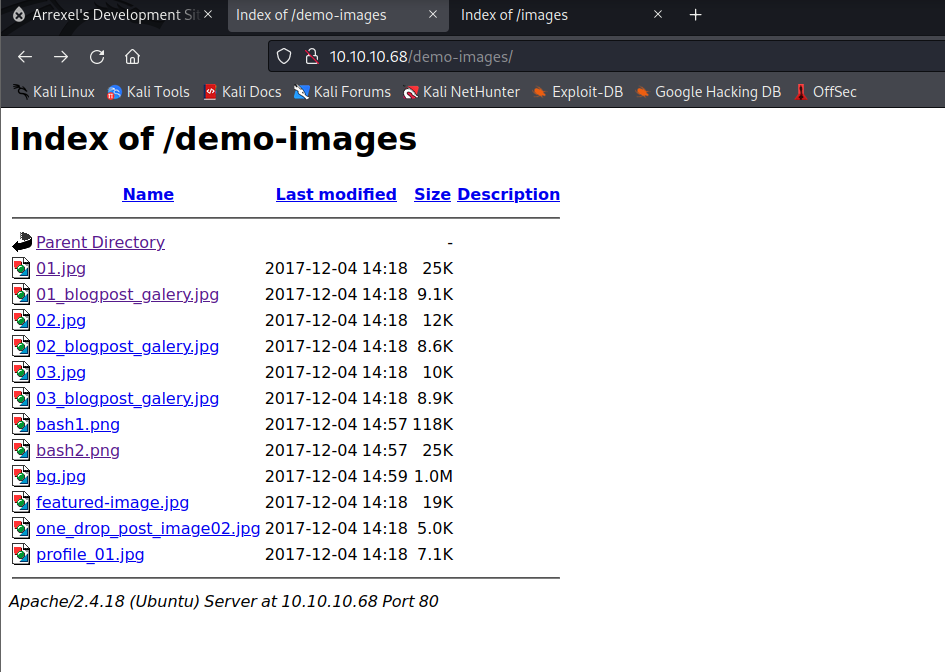 Arrexel's Development Sit
Index of /demo-images
Index of /images
10.10.10.68/demo-images/
Kali Linux Kali Tools Kali Docs Kali Forums Kali NetHunter Exploit-DB Google Hacking DB OffSec
Index of /demo-images
Name Last modified Size Description
Parent Directory -
01.jpg 2017-12-04 14:18 25K
01_blogpost_galery.jpg 2017-12-04 14:18 9.1K
02.jpg 2017-12-04 14:18 12K
02_blogpost_galery.jpg 2017-12-04 14:18 8.6K
03.jpg 2017-12-04 14:18 10K
03_blogpost_galery.jpg 2017-12-04 14:18 8.9K
bash1.png 2017-12-04 14:57 118K
bash2.png 2017-12-04 14:57 25K
bg.jpg 2017-12-04 14:59 1.0M
featured-image.jpg 2017-12-04 14:18 19K
one_drop_post_image02.jpg 2017-12-04 14:18 5.0K
profile_01.jpg 2017-12-04 14:18 7.1K
Apache/2.4.18 (Ubuntu) Server at 10.10.10.68 Port 80